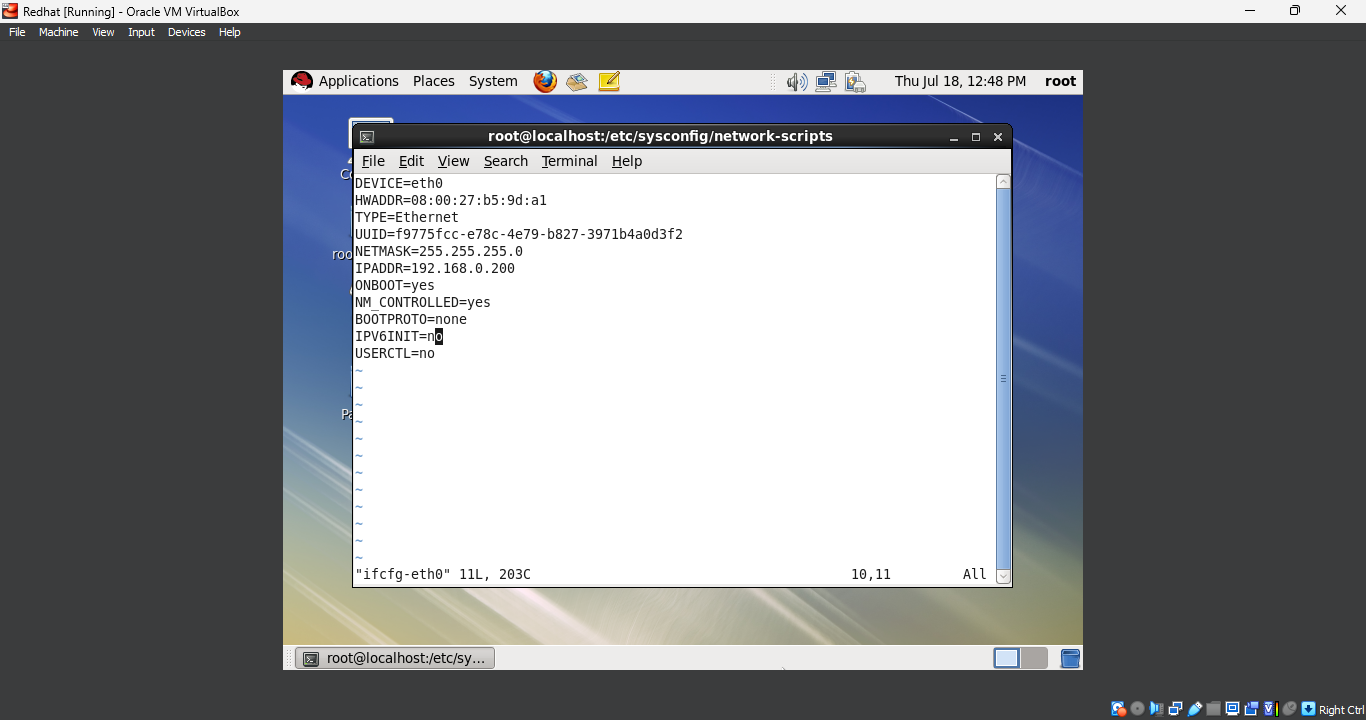 Redhat [Running] - Oracle VM VirtualBox
File Machine View Input Devices Help
Applications Places System Thu Jul 18, 12:48 PM root
root@localhost:/etc/sysconfig/network-scripts
File Edit View Search Terminal Help
DEVICE=eth0
HWADDR=08:00:27:b5:9d:a1
TYPE=Ethernet
UUID=f9775fcc-e78c-4e79-b827-3971b4a0d3f2
NETMASK=255.255.255.0
IPADDR=192.168.0.200
ONBOOT=yes
NM_CONTROLLED=yes
BOOTPROTO=none
IPV6INIT=no
USERCTL=no
~
~
~
~
~
~
~
~
~
~
~
~
"ifcfg-eth0" 11L, 203C 10,11 All
root@localhost:/etc/sy...
Right Ctrl